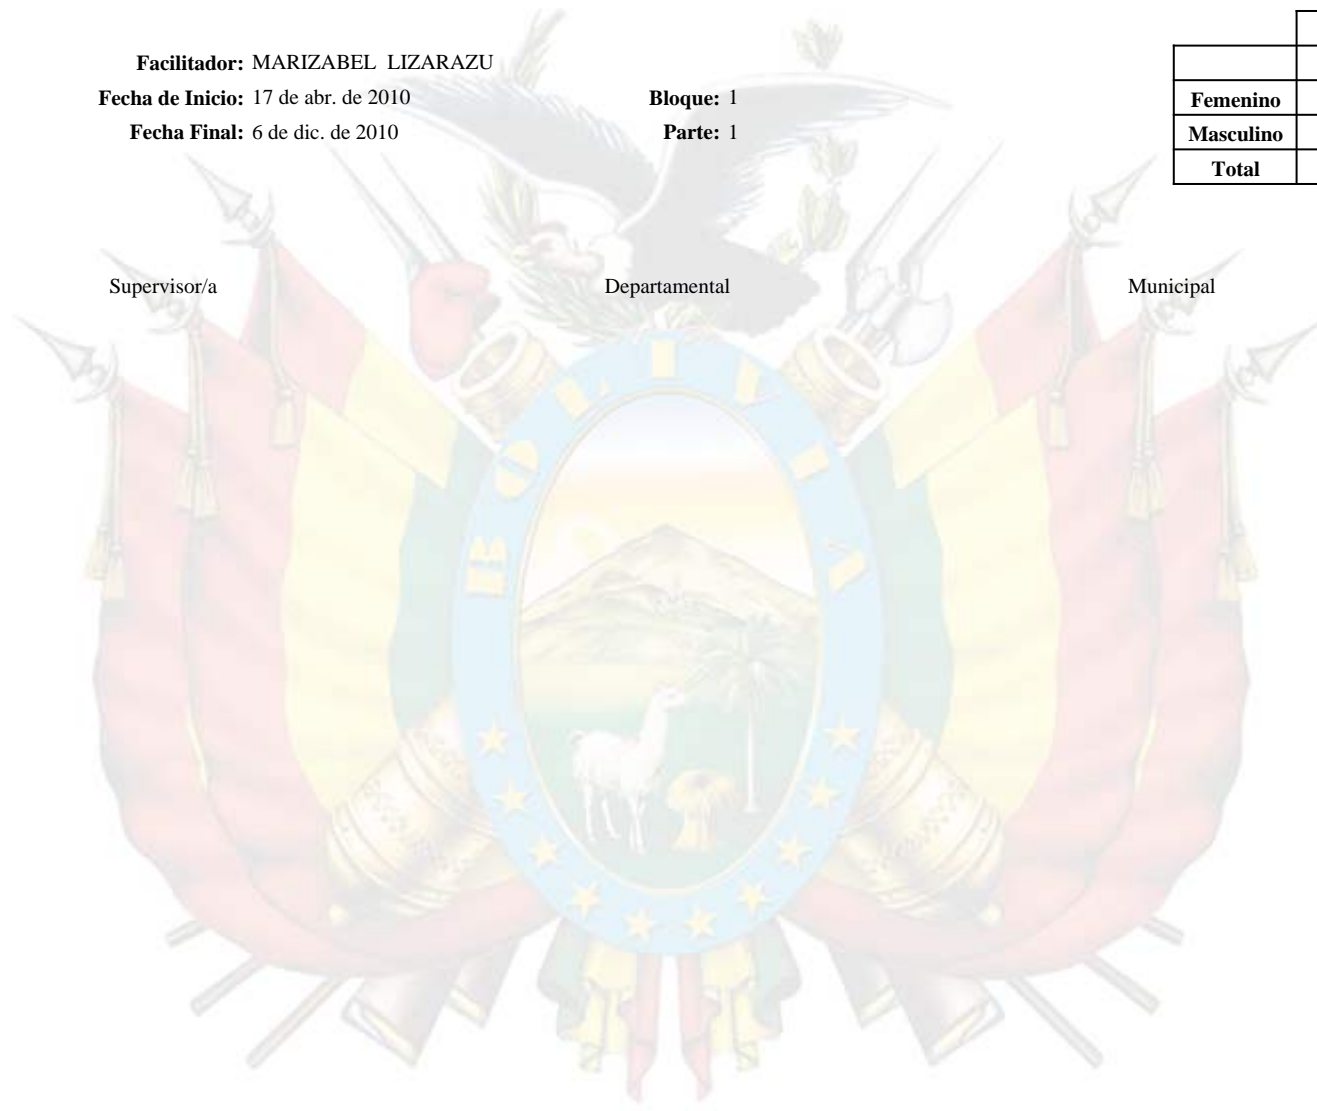 Facilitador: MARIZABEL LIZARAZU
Fecha de Inicio: 17 de abr. de 2010 Bloque: 1
Fecha Final: 6 de dic. de 2010 Parte: 1
Femenino
Masculino
Total
Supervisor/a Departamental Municipal
BOLIVIA